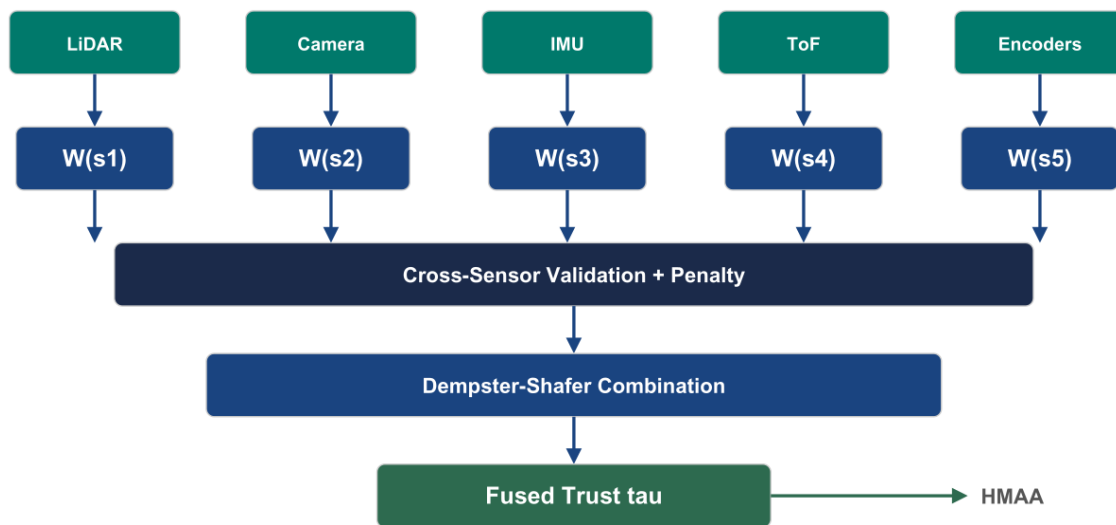 LiDAR
Camera
IMU
ToF
Encoders
W(s1)
W(s2)
W(s3)
W(s4)
W(s5)
Cross-Sensor Validation + Penalty
Dempster-Shafer Combination
Fused Trust tau
HMAA